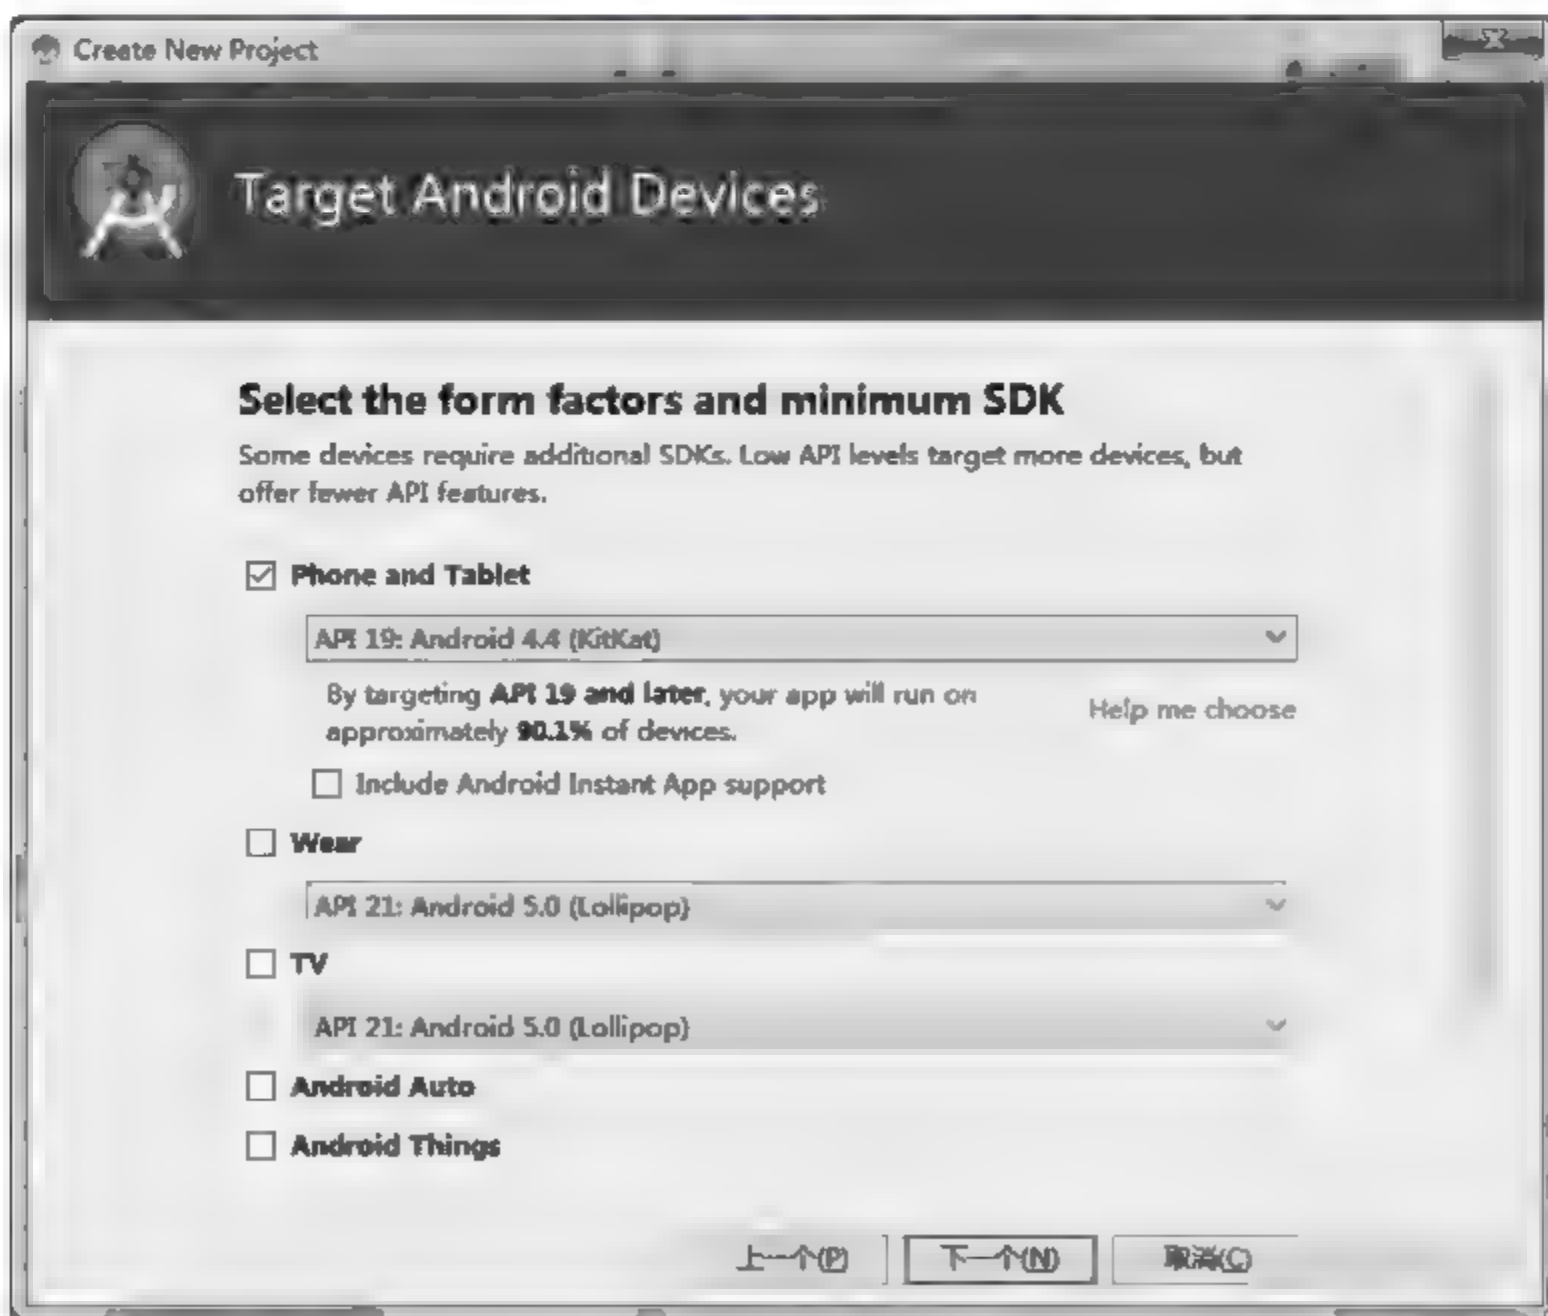 Create New Project
Target Android Devices
Select the form factors and minimum SDK
Some devices require additional SDKs. Low API levels target more devices, but
offer fewer API features.
Phone and Tablet
API 19: Android 4.4 (KitKat)
By targeting API 19 and later, your app will run on
approximately 90.1% of devices.
Help me choose
Include Android Instant App support
Wear
API 21: Android 5.0 (Lollipop)
TV
API 21: Android 5.0 (Lollipop)
Android Auto
Android Things
上一个(P) 下一个(N) 取消(C)